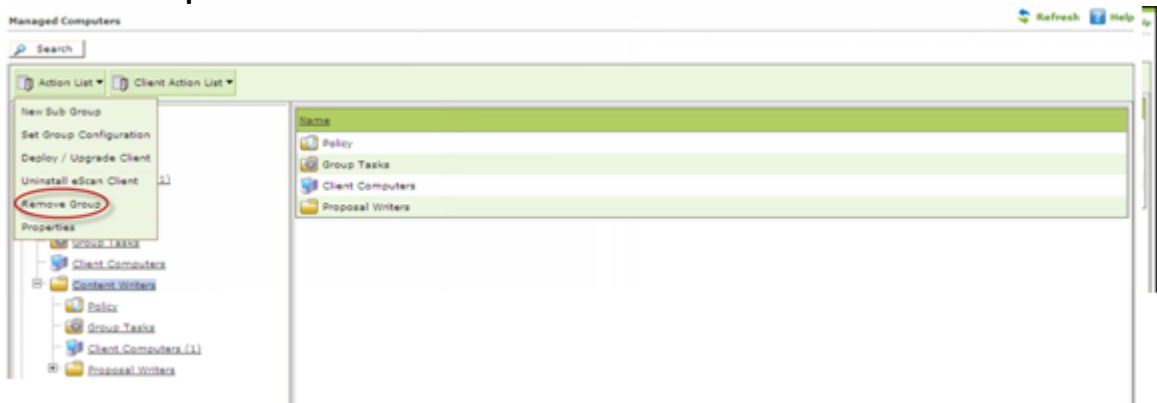 Managed Computers
Refresh Help
Search
Action List Client Action List
New Sub Group
Set Group Configuration
Deploy / Upgrade Client
Uninstall eScan Client
1)
Remove Group
Properties
Name
Policy
Group Tasks
Client Computers
Proposal Writers
Group Tasks
Client Computers
Content Writers
Policy
Group Tasks
Client Computers (1)
Proposal Writers